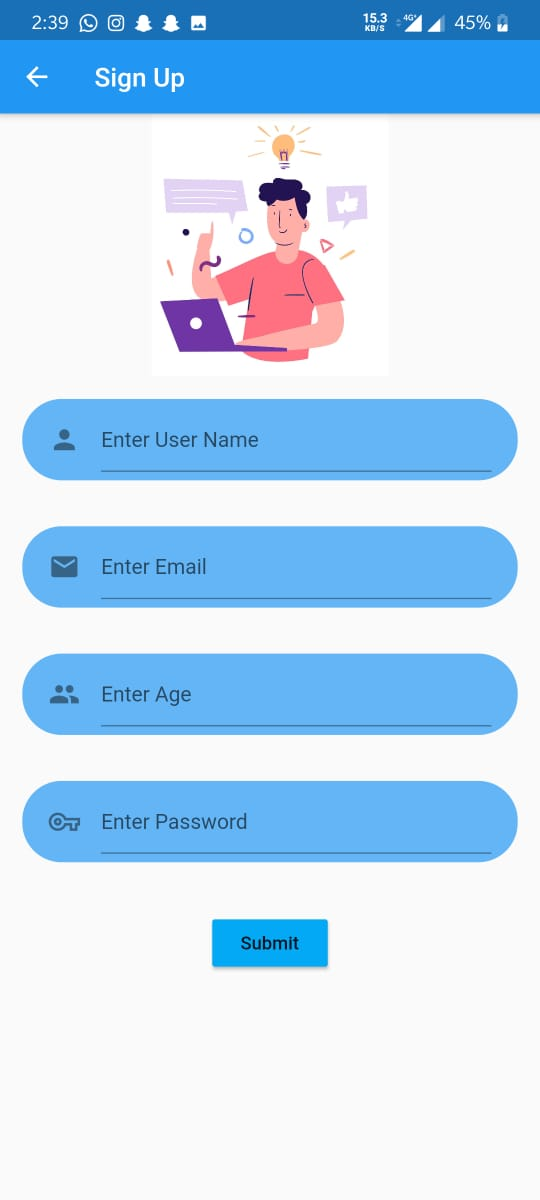 2:39 15.3 KB/S 4G+ 45%
Sign Up
Enter User Name
Enter Email
Enter Age
Enter Password
Submit